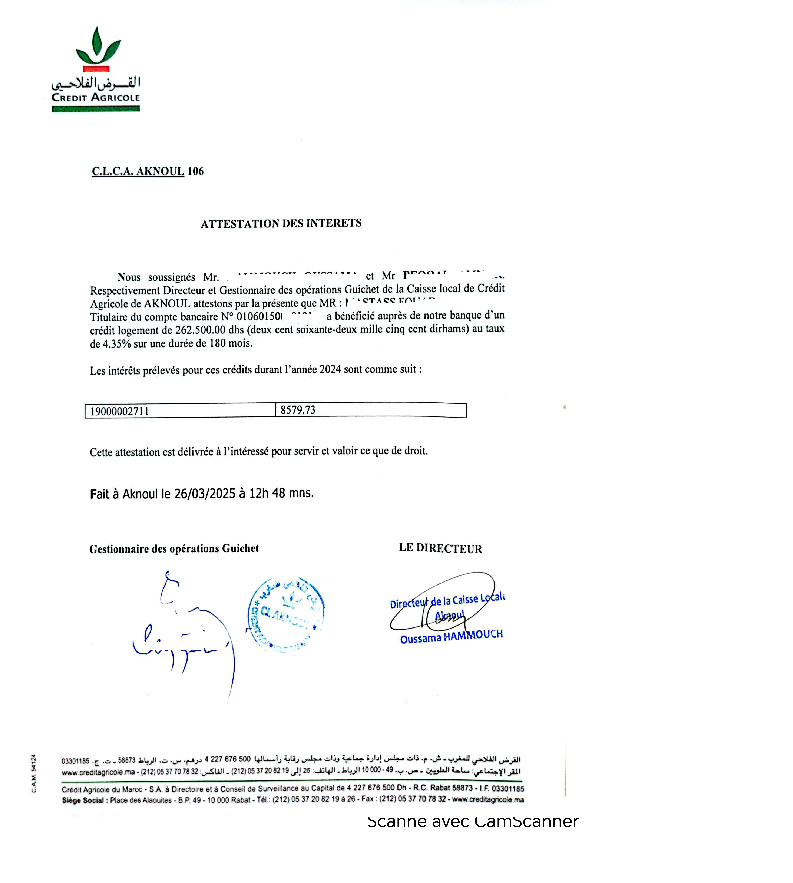 القرض الفلاحي
CREDIT AGRICOLE
C.L.C.A. AKNOUL 106
ATTESTATION DES INTERETS
Nous soussignés Mr. et Mr
Respectivement Directeur et Gestionnaire des opérations Guichet de la Caisse local de Crédit
Agricole de AKNOUL attestons par la présente que MR :
Titulaire du compte bancaire N° 01060150 a bénéficié auprès de notre banque d’un
crédit logement de 262.500.00 dhs (deux cent soixante-deux mille cinq cent dirhams) au taux
de 4.35% sur une durée de 180 mois.
Les intérêts prélevés pour ces crédits durant l’année 2024 sont comme suit :
19000002711 8579.73
Cette attestation est délivrée à l’intéressé pour servir et valoir ce que de droit.
Fait à Aknoul le 26/03/2025 à 12h 48 mns.
Gestionnaire des opérations Guichet LE DIRECTEUR
CL AKNOUL
Directeur de la Caisse Locale
Aknoul
Oussama HAMMOUCH
القرض الفلاحي للمغرب - ش. م. ذات مجلس إدارة جماعية وذات مجلس رقابة رأسمالها 500 676 227 4 درهم. س. ت. الرباط 58873 - ت. ج. 03301185
المقر الإجتماعي: ساحة العلويين - ص. ب. 49 - 000 10 الرباط - الهاتف: 26 إلى 19 82 20 37 05 (212) - الفاكس: 32 78 70 37 05 (212) - www.creditagricole.ma
Crédit Agricole du Maroc - S.A. à Directoire et à Conseil de Surveillance au Capital de 4 227 676 500 Dh - R.C. Rabat 58873 - I.F. 03301185
Siège Social : Place des Alaouites - B.P. 49 - 10 000 Rabat - Tél : (212) 05 37 20 82 19 à 26 - Fax : (212) 05 37 70 78 32 - www.creditagricole.ma
C.A.M. 54124
Scanné avec CamScanner